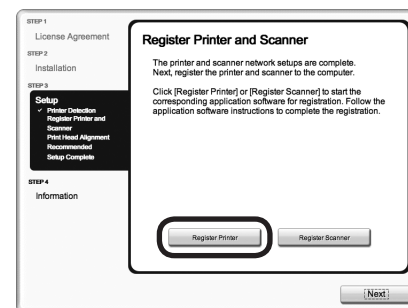 STEP 1
License Agreement
STEP 2
Installation
STEP 3
Setup
✓ Printer Detection
Register Printer and
Scanner
Print Head Alignment
Recommended
Setup Complete
STEP 4
Information
Register Printer and Scanner
The printer and scanner network setups are complete.
Next, register the printer and scanner to the computer.
Click [Register Printer] or [Register Scanner] to start the
corresponding application software for registration. Follow the
application software instructions to complete the registration.
Register Printer
Register Scanner
Next